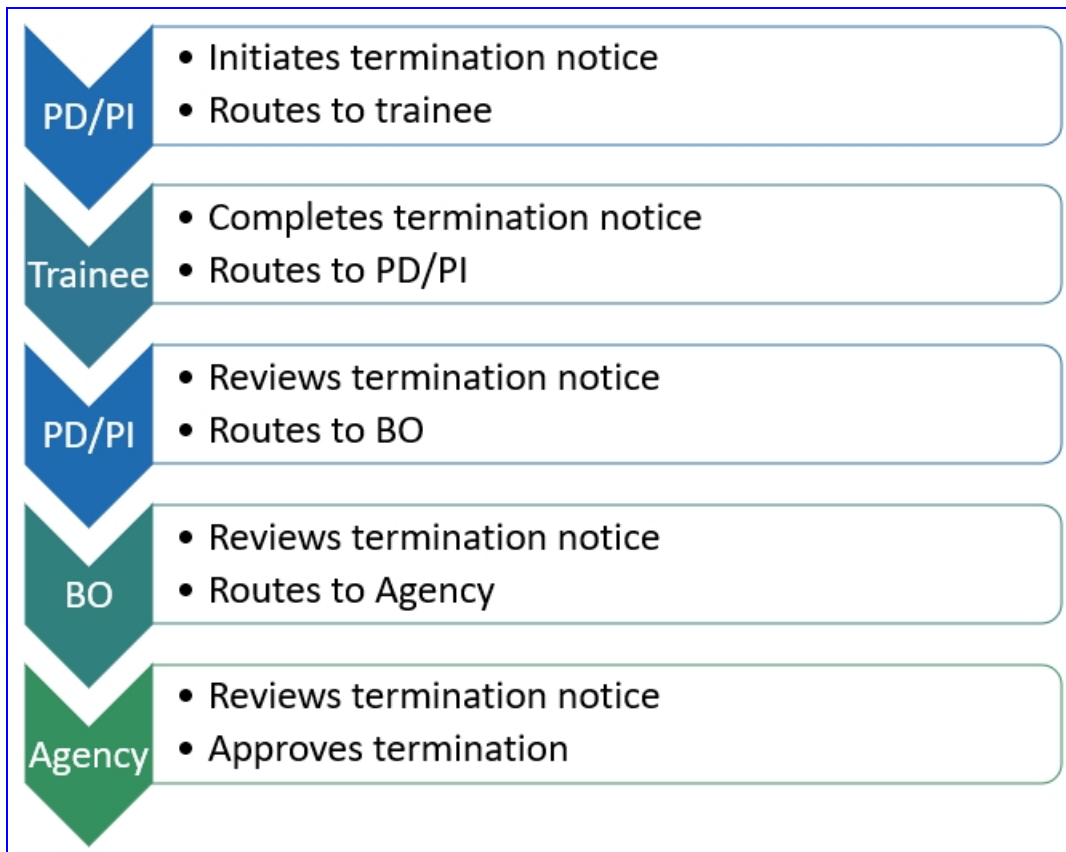 PD/PI
• Initiates termination notice
• Routes to trainee
Trainee
• Completes termination notice
• Routes to PD/PI
PD/PI
• Reviews termination notice
• Routes to BO
BO
• Reviews termination notice
• Routes to Agency
Agency
• Reviews termination notice
• Approves termination